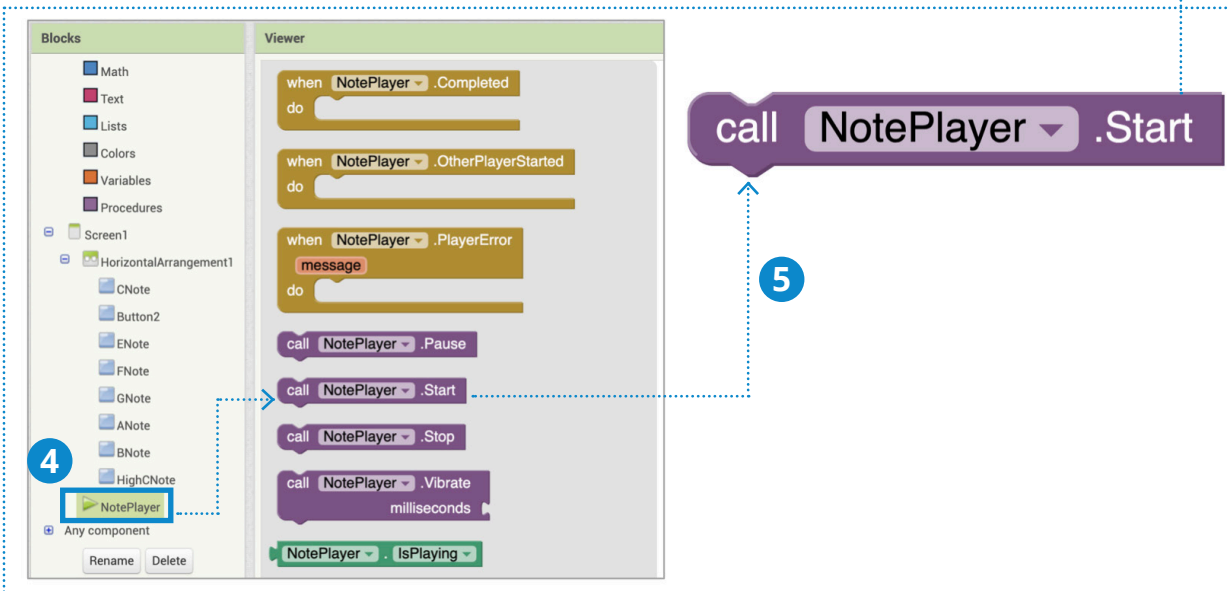 Blocks
Math
Text
Lists
Colors
Variables
Procedures
Screen1
HorizontalArrangement1
CNote
Button2
ENote
FNote
GNote
ANote
BNote
HighCNote
4
NotePlayer
Any component
Rename Delete
Viewer
when NotePlayer .Completed
do
when NotePlayer .OtherPlayerStarted
do
when NotePlayer .PlayerError
message
do
call NotePlayer .Pause
call NotePlayer .Start
call NotePlayer .Stop
call NotePlayer .Vibrate
milliseconds
NotePlayer . IsPlaying
call NotePlayer .Start
5